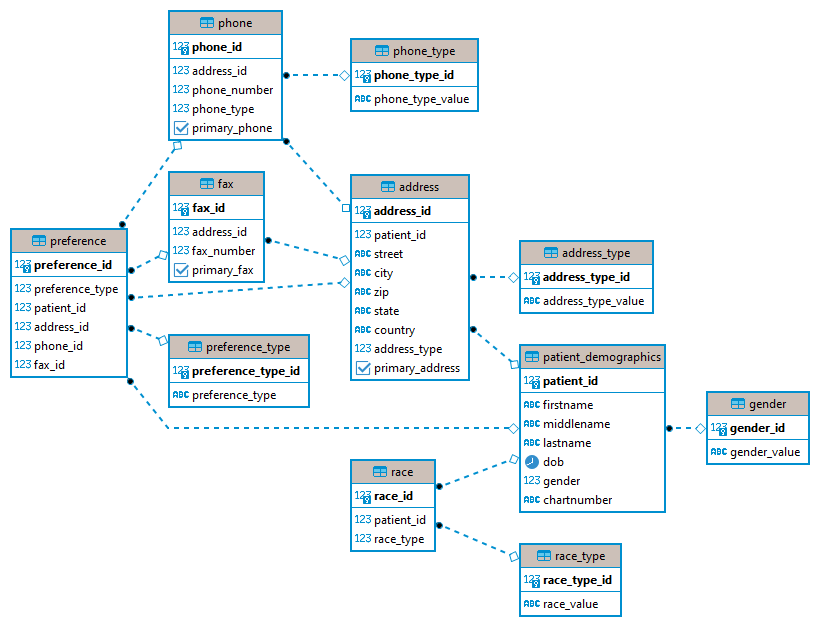 phone
123 phone_id
123 address_id
123 phone_number
123 phone_type
primary_phone
phone_type
123 phone_type_id
ABC phone_type_value
fax
123 fax_id
123 address_id
123 fax_number
primary_fax
address
123 address_id
123 patient_id
ABC street
ABC city
ABC zip
ABC state
ABC country
123 address_type
primary_address
preference
123 preference_id
123 preference_type
123 patient_id
123 address_id
123 phone_id
123 fax_id
address_type
123 address_type_id
ABC address_type_value
preference_type
123 preference_type_id
ABC preference_type
patient_demographics
123 patient_id
ABC firstname
ABC middlename
ABC lastname
dob
123 gender
ABC chartnumber
gender
123 gender_id
ABC gender_value
race
123 race_id
123 patient_id
123 race_type
race_type
123 race_type_id
ABC race_value